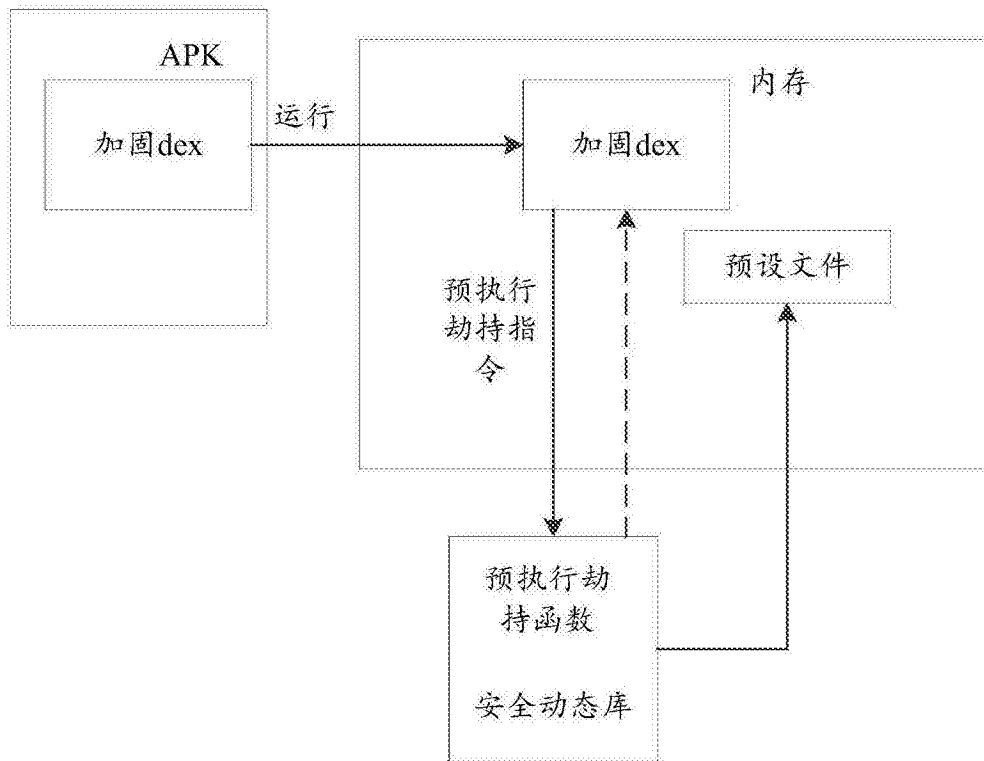 APK
加固dex
运行
内存
加固dex
预设文件
预执行
劫持指
令
预执行劫
持函数
安全动态库